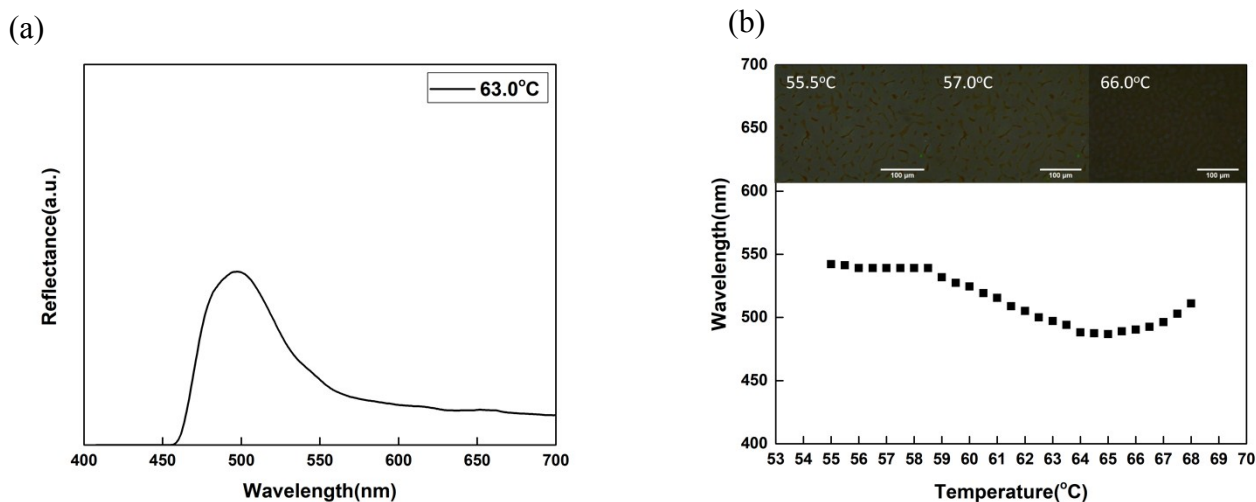 (a)
63.0°C
Reflectance(a.u.)
400 450 500 550 600 650 700
Wavelength(nm)
(b)
700
650
600
550
500
450
400
Wavelength(nm)
55.5°C 57.0°C 66.0°C
100 µm 100 µm 100 µm
53 54 55 56 57 58 59 60 61 62 63 64 65 66 67 68 69 70
Temperature(°C)